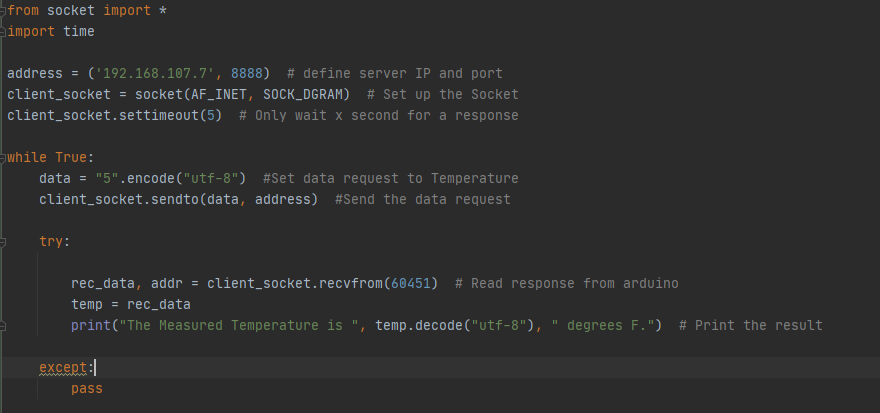 from socket import *
import time
address = ('192.168.107.7', 8888)  # define server IP and port
client_socket = socket(AF_INET, SOCK_DGRAM)  # Set up the Socket
client_socket.settimeout(5)  # Only wait x second for a response
while True:
    data = "5".encode("utf-8")  #Set data request to Temperature
    client_socket.sendto(data, address)  #Send the data request
    try:
        rec_data, addr = client_socket.recvfrom(60451)  # Read response from arduino
        temp = rec_data
        print("The Measured Temperature is ", temp.decode("utf-8"), " degrees F.")  # Print the result
    except:
        pass